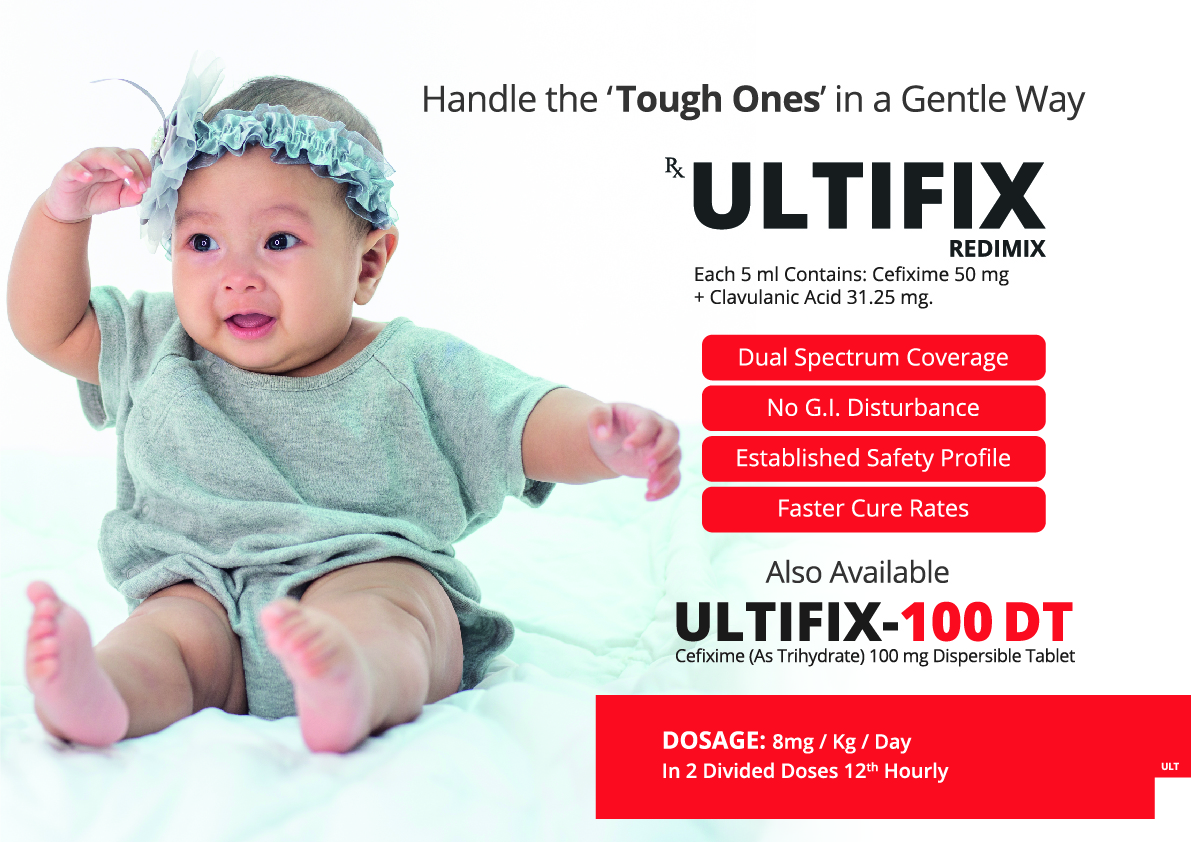 Handle the ‘Tough Ones’ in a Gentle Way
Rx ULTIFIX
REDIMIX
Each 5 ml Contains: Cefixime 50 mg
+ Clavulanic Acid 31.25 mg.
Dual Spectrum Coverage
No G.I. Disturbance
Established Safety Profile
Faster Cure Rates
Also Available
ULTIFIX-100 DT
Cefixime (As Trihydrate) 100 mg Dispersible Tablet
DOSAGE: 8mg / Kg / Day
In 2 Divided Doses 12th Hourly
ULT